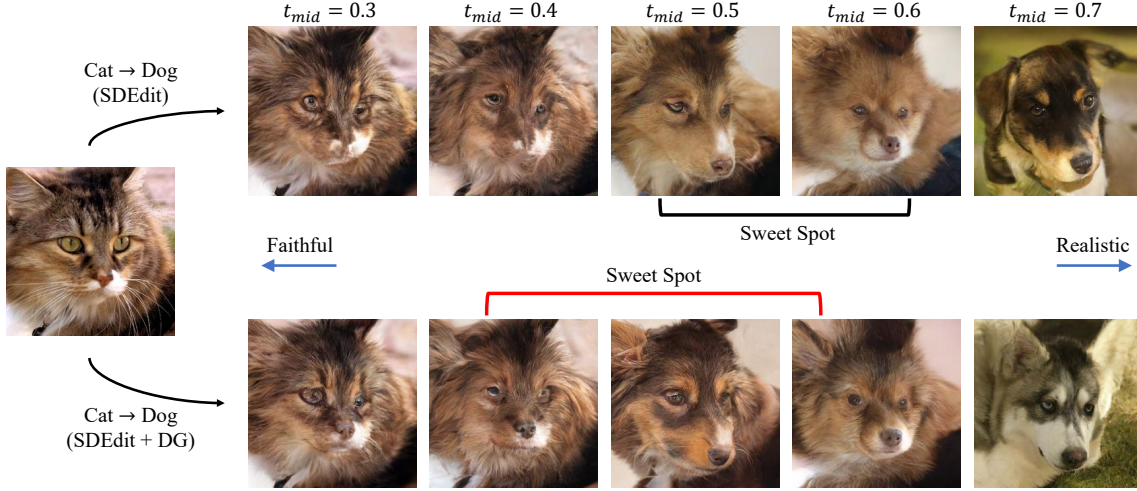 t_mid = 0.3
t_mid = 0.4
t_mid = 0.5
t_mid = 0.6
t_mid = 0.7
Cat → Dog
(SDEdit)
Sweet Spot
Faithful
Realistic
Sweet Spot
Cat → Dog
(SDEdit + DG)